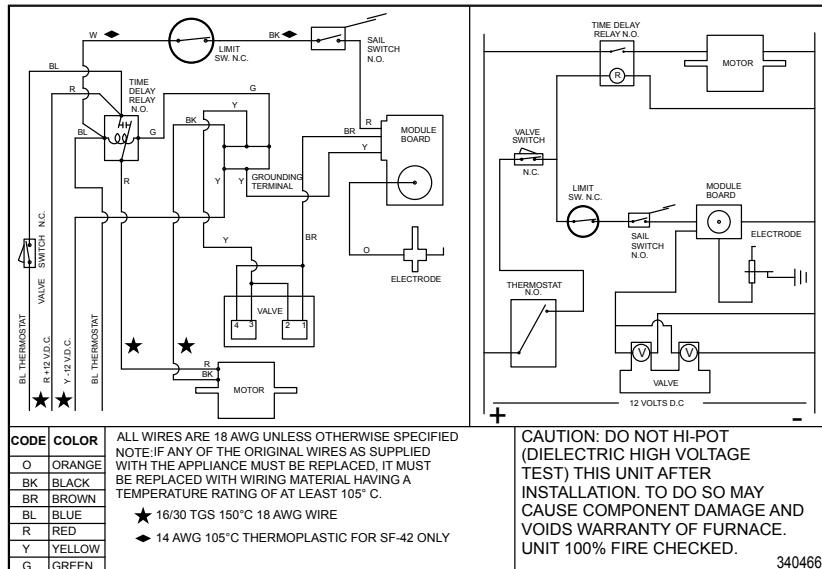 W
BK
LIMIT
SW. N.C.
SAIL
SWITCH
N.O.
BL
TIME
DELAY
RELAY
N.O.
R
G
Y
Y
BK
BL
G
R
BR
Y
MODULE
BOARD
GROUNDING
TERMINAL
R
Y
Y
Y
BR
O
ELECTRODE
VALVE
4 3 2 1
VALVE SWITCH N.C.
BL THERMOSTAT
R +12 V.D.C.
Y -12 V.D.C.
BL THERMOSTAT
R
BK
MOTOR
TIME DELAY
RELAY N.O.
R
MOTOR
VALVE
SWITCH
N.C.
LIMIT
SW. N.C.
SAIL
SWITCH
N.O.
MODULE
BOARD
ELECTRODE
THERMOSTAT
N.O.
V V
VALVE
12 VOLTS D.C
+ -
CODE COLOR
O ORANGE
BK BLACK
BR BROWN
BL BLUE
R RED
Y YELLOW
G GREEN
ALL WIRES ARE 18 AWG UNLESS OTHERWISE SPECIFIED
NOTE:IF ANY OF THE ORIGINAL WIRES AS SUPPLIED
WITH THE APPLIANCE MUST BE REPLACED, IT MUST
BE REPLACED WITH WIRING MATERIAL HAVING A
TEMPERATURE RATING OF AT LEAST 105° C.
★ 16/30 TGS 150°C 18 AWG WIRE
◆ 14 AWG 105°C THERMOPLASTIC FOR SF-42 ONLY
CAUTION: DO NOT HI-POT
(DIELECTRIC HIGH VOLTAGE
TEST) THIS UNIT AFTER
INSTALLATION. TO DO SO MAY
CAUSE COMPONENT DAMAGE AND
VOIDS WARRANTY OF FURNACE.
UNIT 100% FIRE CHECKED.
340466